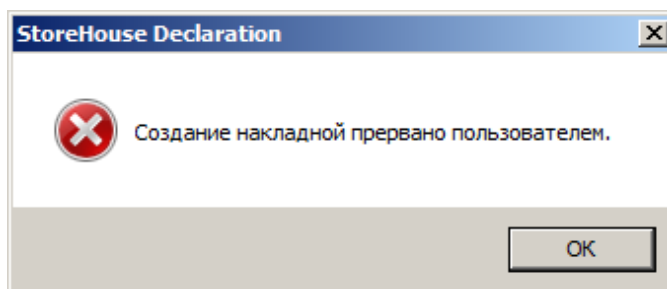 StoreHouse Declaration
Создание накладной прервано пользователем.
OK